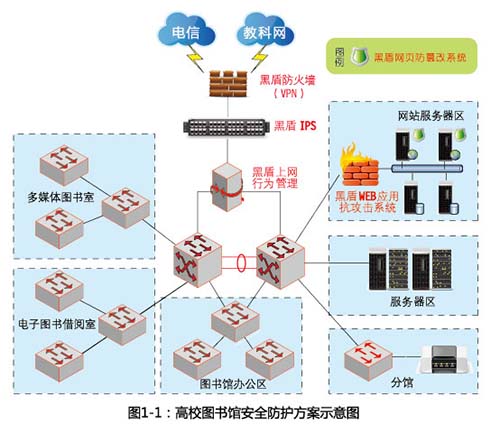 电信
教科网
图例
黑盾网页防篡改系统
黑盾防火墙
（VPN）
黑盾 IPS
网站服务器区
黑盾上网
行为管理
多媒体图书室
黑盾WEB应用
抗攻击系统
服务器区
电子图书借阅室
图书馆办公区
分馆
图1-1：高校图书馆安全防护方案示意图